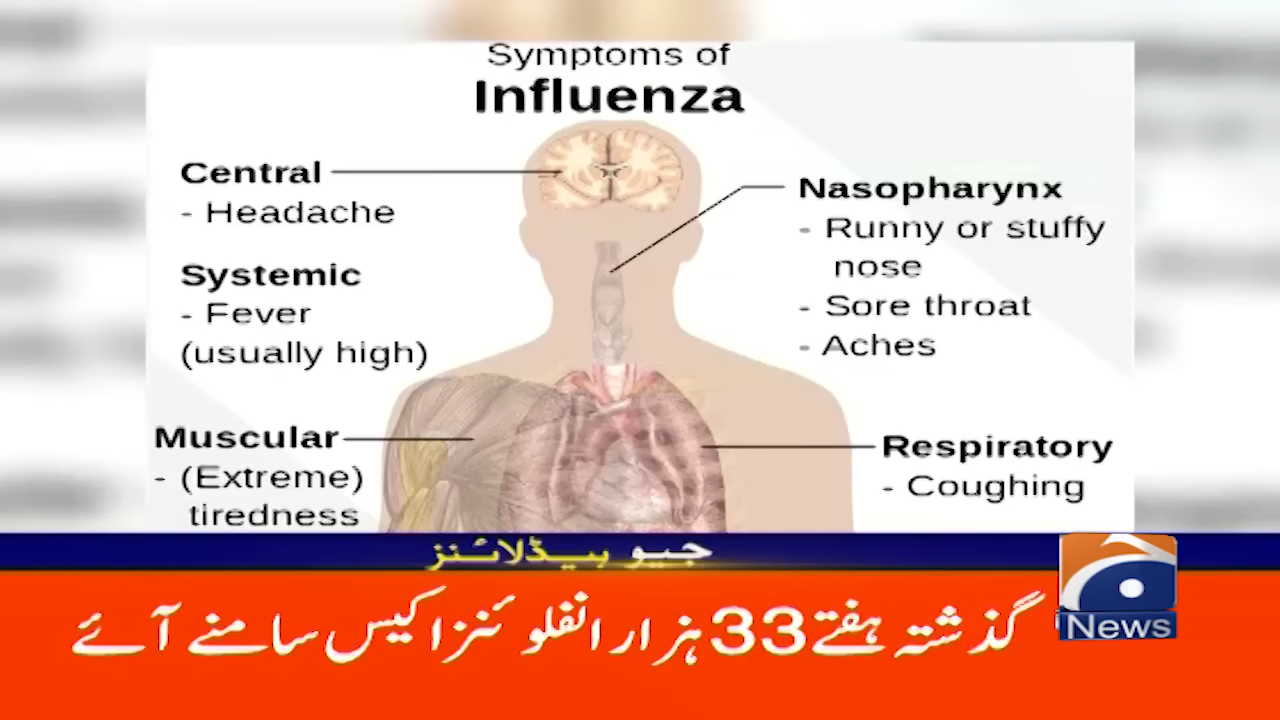 Symptoms of
Influenza
Central
- Headache
Systemic
- Fever
(usually high)
Muscular
- (Extreme)
tiredness
Nasopharynx
- Runny or stuffy
nose
- Sore throat
- Aches
Respiratory
- Coughing
جیو ہیڈلائنز
گذشتہ ہفتے 33 ہزار انفلوئنزا کیس سامنے آئے
News